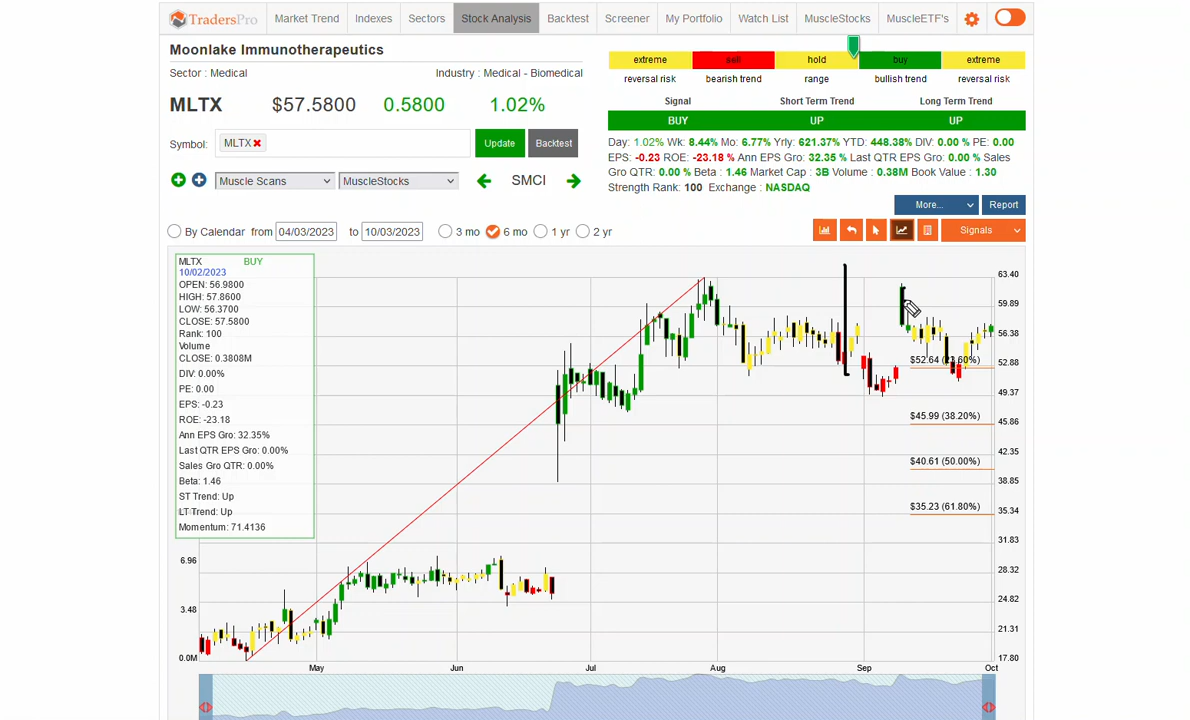 TradersPro Market Trend Indexes Sectors Stock Analysis Backtest Screener My Portfolio Watch List MuscleStocks MuscleETF's
Moonlake Immunotherapeutics
Sector : Medical Industry : Medical - Biomedical
MLTX $57.5800 0.5800 1.02%
Symbol: MLTX Update Backtest
Muscle Scans MuscleStocks SMCI
extreme sell hold buy extreme
reversal risk bearish trend range bullish trend reversal risk
Signal Short Term Trend Long Term Trend
BUY UP UP
Day: 1.02% Wk: 8.44% Mo: 6.77% Yrly: 621.37% YTD: 448.38% DIV: 0.00 % PE: 0.00
EPS: -0.23 ROE: -23.18 % Ann EPS Gro: 32.35 % Last QTR EPS Gro: 0.00 % Sales
Gro QTR: 0.00 % Beta : 1.46 Market Cap : 3B Volume : 0.38M Book Value : 1.30
Strength Rank: 100 Exchange : NASDAQ
More... Report
By Calendar from 04/03/2023 to 10/03/2023 3 mo 6 mo 1 yr 2 yr
Signals
MLTX BUY
10/02/2023
OPEN: 56.9800
HIGH: 57.8600
LOW: 56.3700
CLOSE: 57.5800
Rank: 100
Volume
CLOSE: 0.3808M
DIV: 0.00%
PE: 0.00
EPS: -0.23
ROE: -23.18
Ann EPS Gro: 32.35%
Last QTR EPS Gro: 0.00%
Sales Gro QTR: 0.00%
Beta: 1.46
ST Trend: Up
LT Trend: Up
Momentum: 71.4136
6.96
3.48
0.0M
63.40
59.89
56.38
52.88
49.37
45.86
42.35
38.85
35.34
31.83
28.32
24.82
21.31
17.80
$52.64 (23.60%)
$45.99 (38.20%)
$40.61 (50.00%)
$35.23 (61.80%)
May Jun Jul Aug Sep Oct